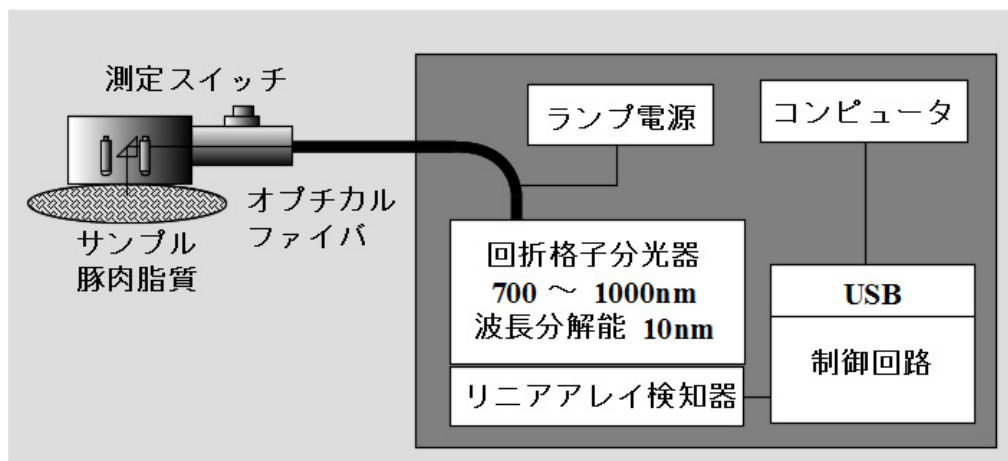 測定スイッチ
オプチカル
ファイバ
サンプル
豚肉脂質
ランプ電源
コンピュータ
回折格子分光器
700 ～ 1000nm
波長分解能 10nm
リニアアレイ検知器
USB
制御回路